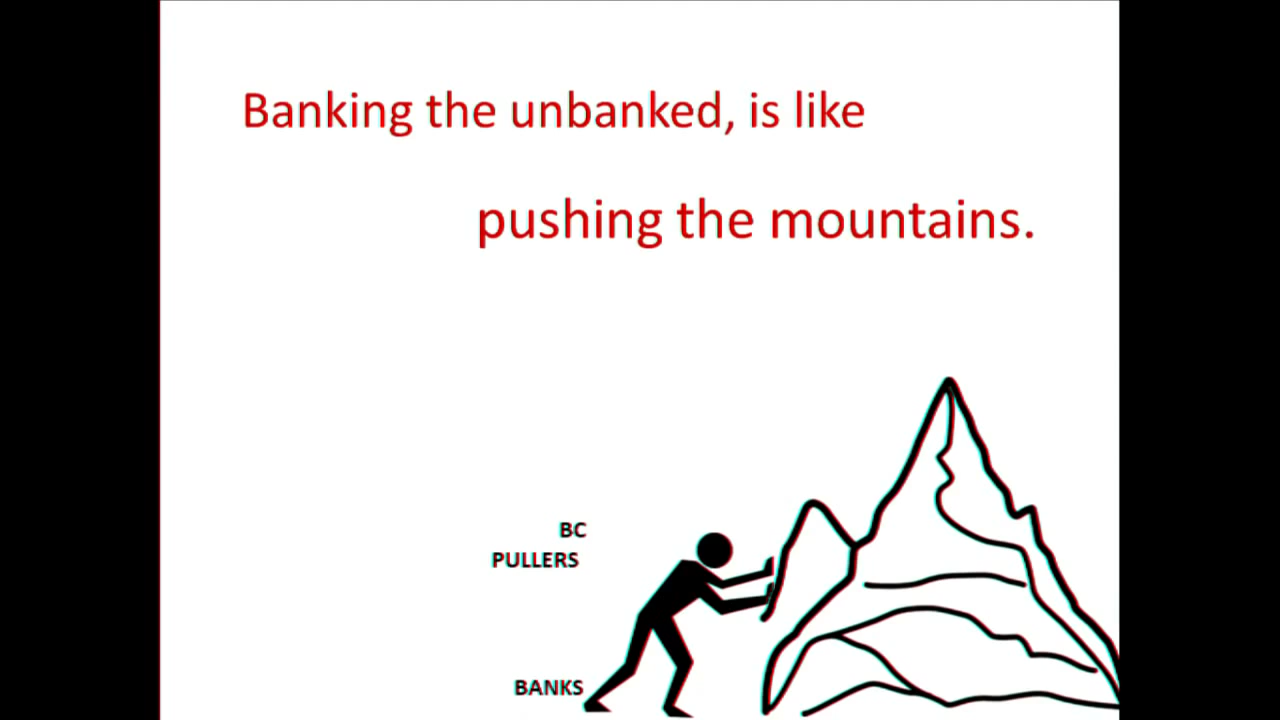 Banking the unbanked, is like
pushing the mountains.
BC
PULLERS
BANKS